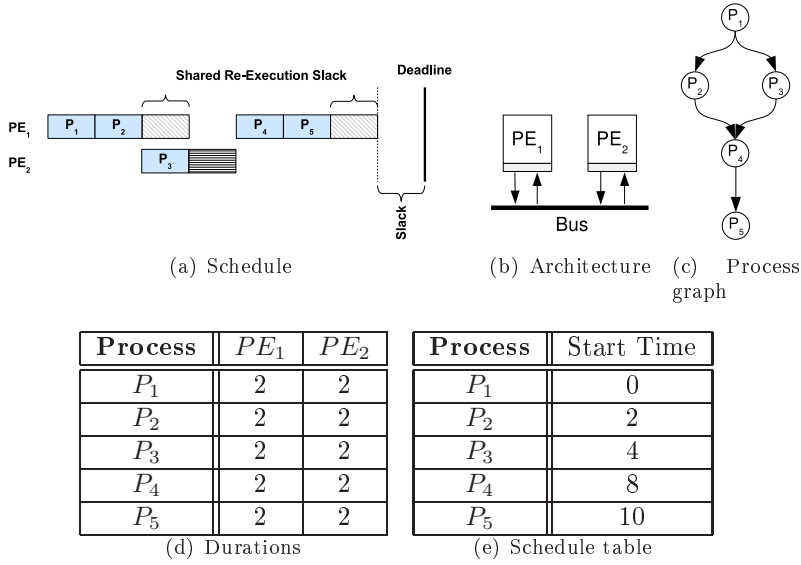 Shared Re-Execution Slack
Deadline
PE1
P1 P2 P4 P5
PE2
P3
Slack
(a) Schedule
PE1 PE2
Bus
(b) Architecture
P1
P2 P3
P4
P5
(c) Process
graph
Process PE1 PE2
P1 2 2
P2 2 2
P3 2 2
P4 2 2
P5 2 2
(d) Durations
Process Start Time
P1 0
P2 2
P3 4
P4 8
P5 10
(e) Schedule table